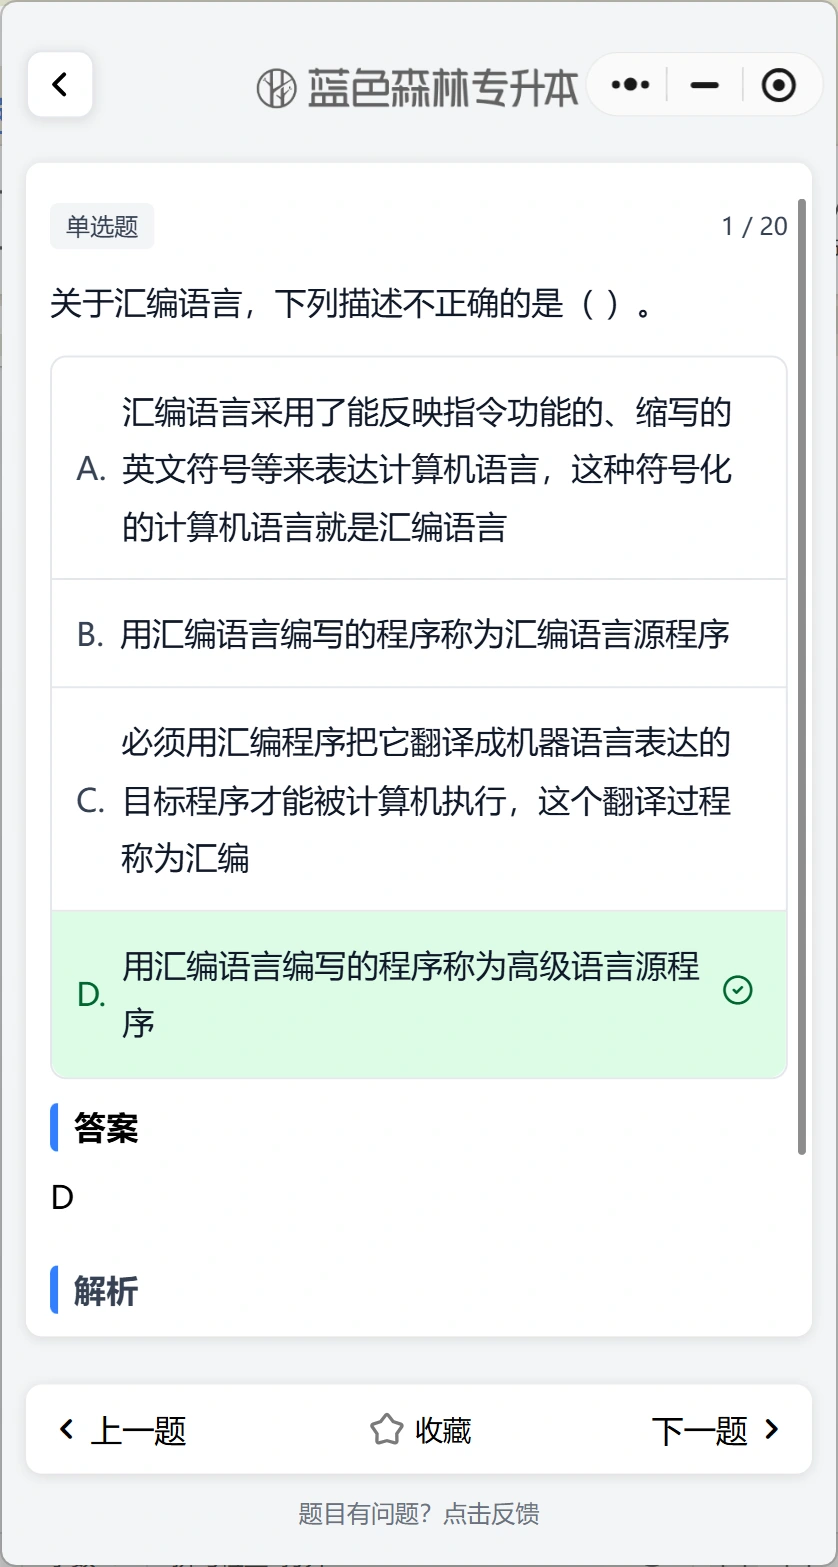 蓝色森林专升本
单选题
1 / 20
关于汇编语言，下列描述不正确的是（ ）。
A.
汇编语言采用了能反映指令功能的、缩写的
英文符号等来表达计算机语言，这种符号化
的计算机语言就是汇编语言
B. 用汇编语言编写的程序称为汇编语言源程序
C.
必须用汇编程序把它翻译成机器语言表达的
目标程序才能被计算机执行，这个翻译过程
称为汇编
D.
用汇编语言编写的程序称为高级语言源程
序
答案
D
解析
上一题
收藏
下一题
题目有问题？点击反馈